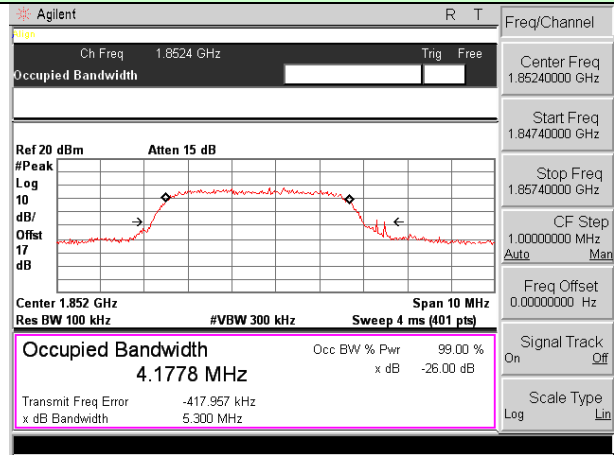 Agilent R T
Align
Ch Freq 1.8524 GHz Trig Free
Occupied Bandwidth
Ref 20 dBm Atten 15 dB
#Peak
Log
10
dB/
Offst
17
dB
Center 1.852 GHz Span 10 MHz
Res BW 100 kHz #VBW 300 kHz Sweep 4 ms (401 pts)
Occupied Bandwidth Occ BW % Pwr 99.00 %
4.1778 MHz x dB -26.00 dB
Transmit Freq Error -417.957 kHz
x dB Bandwidth 5.300 MHz
Freq/Channel
Center Freq
1.85240000 GHz
Start Freq
1.84740000 GHz
Stop Freq
1.85740000 GHz
CF Step
1.00000000 MHz
Auto Man
Freq Offset
0.00000000 Hz
Signal Track
On Off
Scale Type
Log Lin